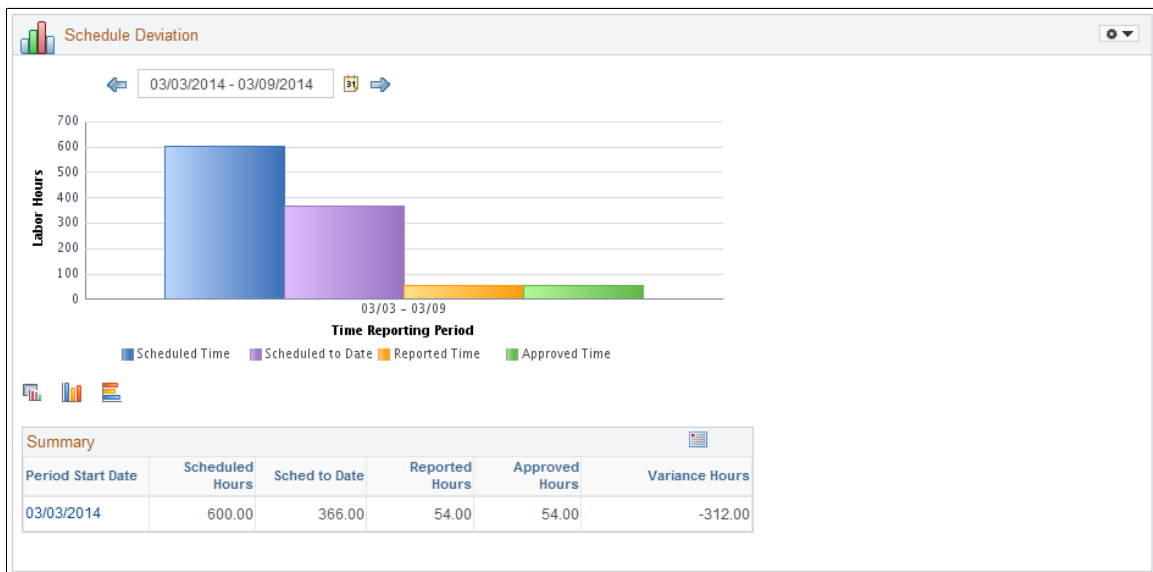 Schedule Deviation
03/03/2014 - 03/09/2014
31
700
600
500
400
300
200
100
0
Labor Hours
03/03 – 03/09
Time Reporting Period
Scheduled Time Scheduled to Date Reported Time Approved Time
Summary
Period Start Date Scheduled Hours Sched to Date Reported Hours Approved Hours Variance Hours
03/03/2014 600.00 366.00 54.00 54.00 -312.00